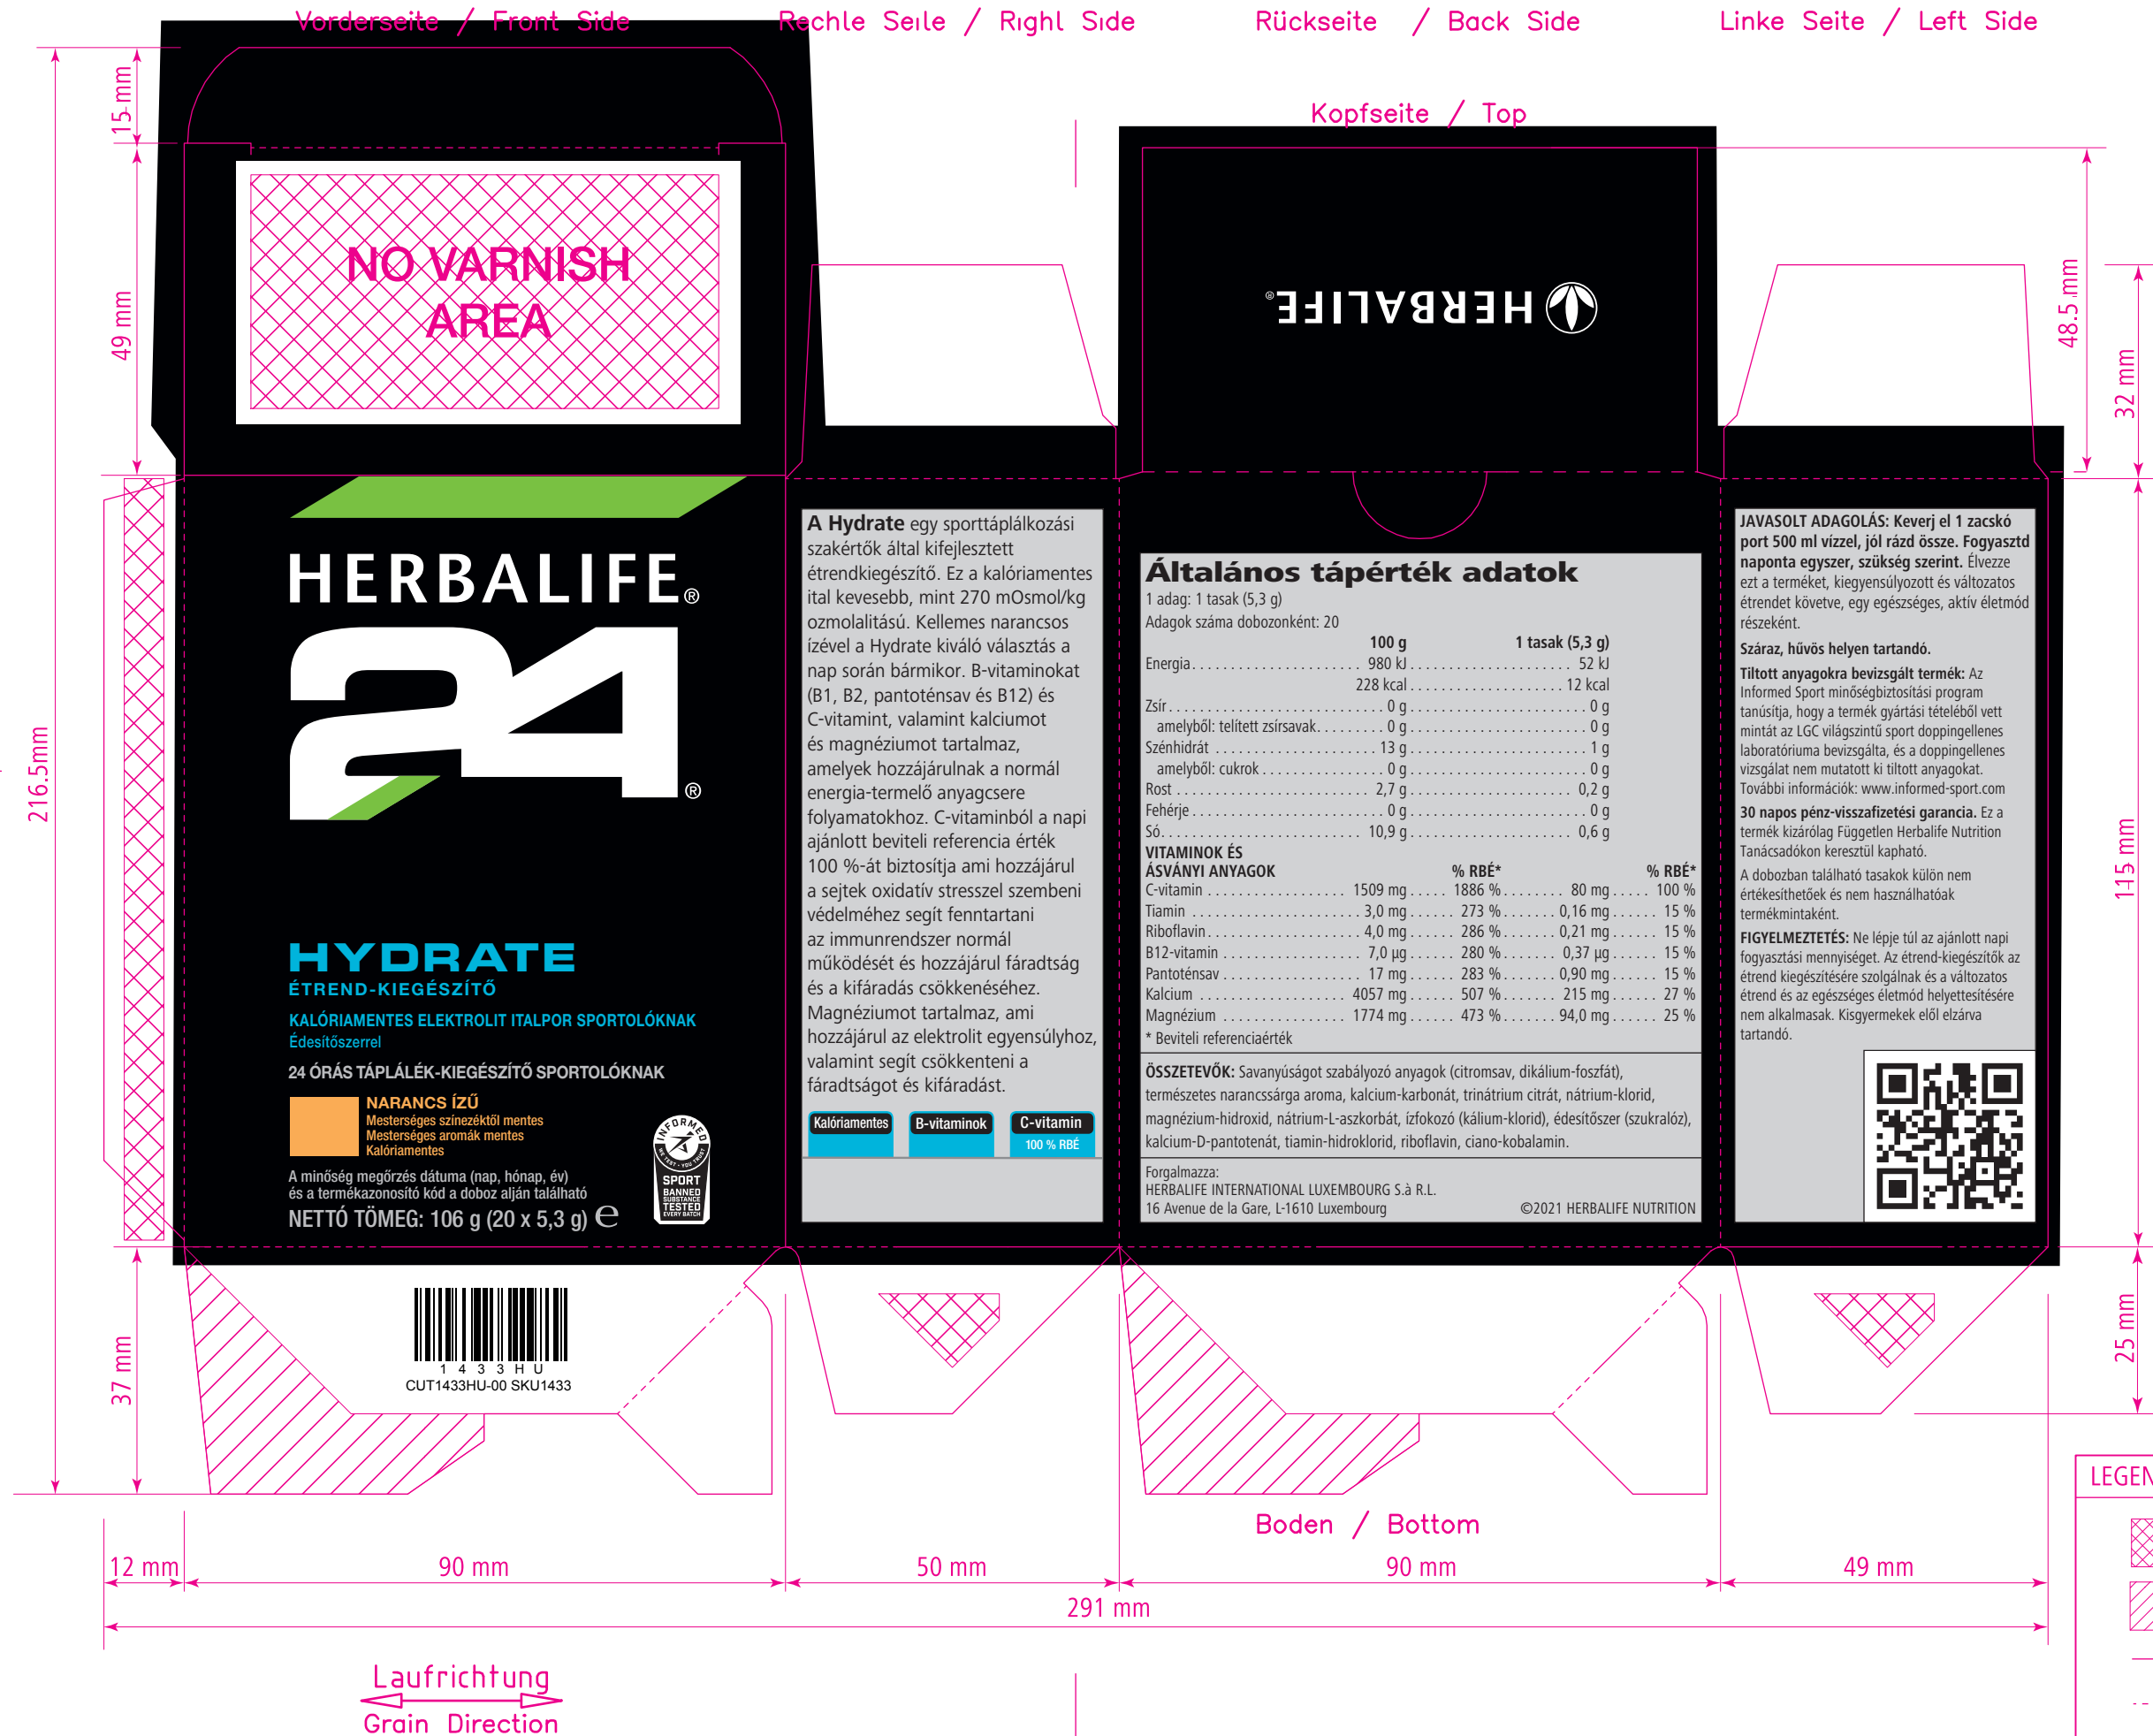 Vorderseite / Front Side
Rechle Seıle / Rıghl Sıde
Rückseite / Back Side
Linke Seite / Left Side
Kopfseite / Top
15 mm
49 mm
216.5mm
37 mm
NO VARNISH
AREA
HERBALIFE®
48.5 mm
32 mm
115 mm
25 mm
HERBALIFE®
24®
HYDRATE
ÉTREND-KIEGÉSZÍTŐ
KALÓRIAMENTES ELEKTROLIT ITALPOR SPORTOLÓKNAK
Édesítőszerrel
24 ÓRÁS TÁPLÁLÉK-KIEGÉSZÍTŐ SPORTOLÓKNAK
NARANCS ÍZŰ
Mesterséges szinezéktől mentes
Mesterséges aromák mentes
Kalóriamentes
A minőség megőrzés dátuma (nap, hónap, év)
és a termékazonosító kód a doboz alján található
NETTÓ TÖMEG: 106 g (20 x 5,3 g) ℮
INFORMED
WE TEST • YOU TRUST
SPORT
BANNED
SUBSTANCE
TESTED
EVERY BATCH
1 4 3 3 H U
CUT1433HU-00 SKU1433
A Hydrate egy sporttáplálkozási
szakértők által kifejlesztett
étrendkiegészítő. Ez a kalóriamentes
ital kevesebb, mint 270 mOsmol/kg
ozmolalitású. Kellemes narancsos
ízével a Hydrate kiváló választás a
nap során bármikor. B-vitaminokat
(B1, B2, pantoténsav és B12) és
C-vitamint, valamint kalciumot
és magnéziumot tartalmaz,
amelyek hozzájárulnak a normál
energia-termelő anyagcsere
folyamatokhoz. C-vitaminból a napi
ajánlott beviteli referencia érték
100 %-át biztosítja ami hozzájárul
a sejtek oxidatív stresszel szembeni
védelméhez segít fenntartani
az immunrendszer normál
működését és hozzájárul fáradtság
és a kifáradás csökkenéséhez.
Magnéziumot tartalmaz, ami
hozzájárul az elektrolit egyensúlyhoz,
valamint segít csökkenteni a
fáradtságot és kifáradást.
Kalóriamentes
B-vitaminok
C-vitamin
100 % RBÉ
Általános tápérték adatok
1 adag: 1 tasak (5,3 g)
Adagok száma dobozonként: 20
100 g 1 tasak (5,3 g)
Energia 980 kJ 52 kJ
228 kcal 12 kcal
Zsír 0 g 0 g
amelyből: telített zsírsavak 0 g 0 g
Szénhidrát 13 g 1 g
amelyből: cukrok 0 g 0 g
Rost 2,7 g 0,2 g
Fehérje 0 g 0 g
Só 10,9 g 0,6 g
VITAMINOK ÉS
ÁSVÁNYI ANYAGOK % RBÉ* % RBÉ*
C-vitamin 1509 mg 1886 % 80 mg 100 %
Tiamin 3,0 mg 273 % 0,16 mg 15 %
Riboflavin 4,0 mg 286 % 0,21 mg 15 %
B12-vitamin 7,0 µg 280 % 0,37 µg 15 %
Pantoténsav 17 mg 283 % 0,90 mg 15 %
Kalcium 4057 mg 507 % 215 mg 27 %
Magnézium 1774 mg 473 % 94,0 mg 25 %
* Beviteli referenciaérték
ÖSSZETEVŐK: Savanyúságot szabályozó anyagok (citromsav, dikálium-foszfát),
természetes narancssárga aroma, kalcium-karbonát, trinátrium citrát, nátrium-klorid,
magnézium-hidroxid, nátrium-L-aszkorbát, ízfokozó (kálium-klorid), édesítőszer (szukralóz),
kalcium-D-pantotenát, tiamin-hidroklorid, riboflavin, ciano-kobalamin.
Forgalmazza:
HERBALIFE INTERNATIONAL LUXEMBOURG S.à R.L.
16 Avenue de la Gare, L-1610 Luxembourg ©2021 HERBALIFE NUTRITION
JAVASOLT ADAGOLÁS: Keverj el 1 zacskó
port 500 ml vízzel, jól rázd össze. Fogyasztd
naponta egyszer, szükség szerint. Élvezze
ezt a terméket, kiegyensúlyozott és változatos
étrendet követve, egy egészséges, aktív életmód
részeként.
Száraz, hűvös helyen tartandó.
Tiltott anyagokra bevizsgált termék: Az
Informed Sport minőségbiztosítási program
tanúsítja, hogy a termék gyártási tételéből vett
mintát az LGC világszintű sport doppingellenes
laboratóriuma bevizsgálta, és a doppingellenes
vizsgálat nem mutatott ki tiltott anyagokat.
További információk: www.informed-sport.com
30 napos pénz-visszafizetési garancia. Ez a
termék kizárólag Független Herbalife Nutrition
Tanácsadókon keresztül kapható.
A dobozban található tasakok külön nem
értékesíthetőek és nem használhatóak
termékmintaként.
FIGYELMEZTETÉS: Ne lépje túl az ajánlott napi
fogyasztási mennyiséget. Az étrend-kiegészítők az
étrend kiegészítésére szolgálnak és a változatos
étrend és az egészséges életmód helyettesítésére
nem alkalmasak. Kisgyermekek elől elzárva
tartandó.
LEGEN
Boden / Bottom
12 mm
90 mm
50 mm
90 mm
49 mm
291 mm
Laufrichtung
Grain Direction